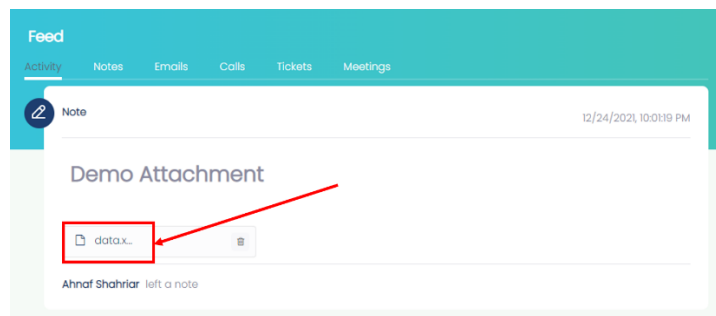 Feed
Activity Notes Emails Calls Tickets Meetings
Note 12/24/2021, 10:01:19 PM
Demo Attachment
data.x...
Ahnaf Shahriar left a note